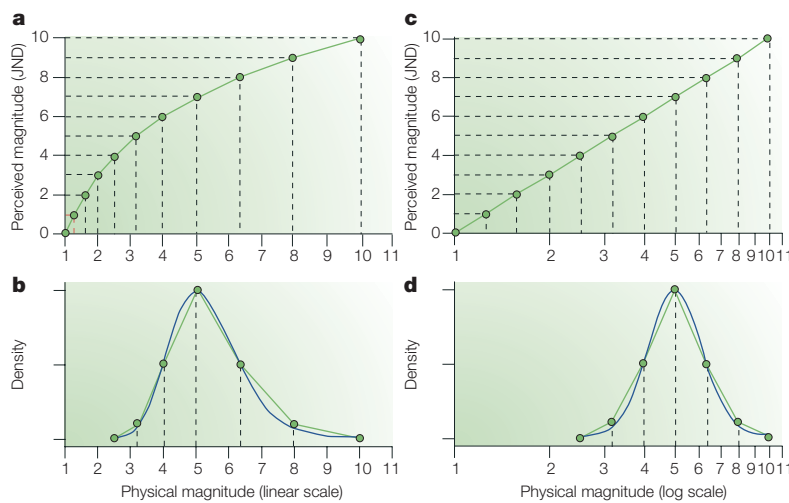 a
Perceived magnitude (JND)
10
8
6
4
2
0
1 2 3 4 5 6 7 8 9 10 11
c
Perceived magnitude (JND)
10
8
6
4
2
0
1 2 3 4 5 6 7 8 9 10 11
b
Density
1 2 3 4 5 6 7 8 9 10 11
Physical magnitude (linear scale)
d
Density
1 2 3 4 5 6 7 8 9 10 11
Physical magnitude (log scale)